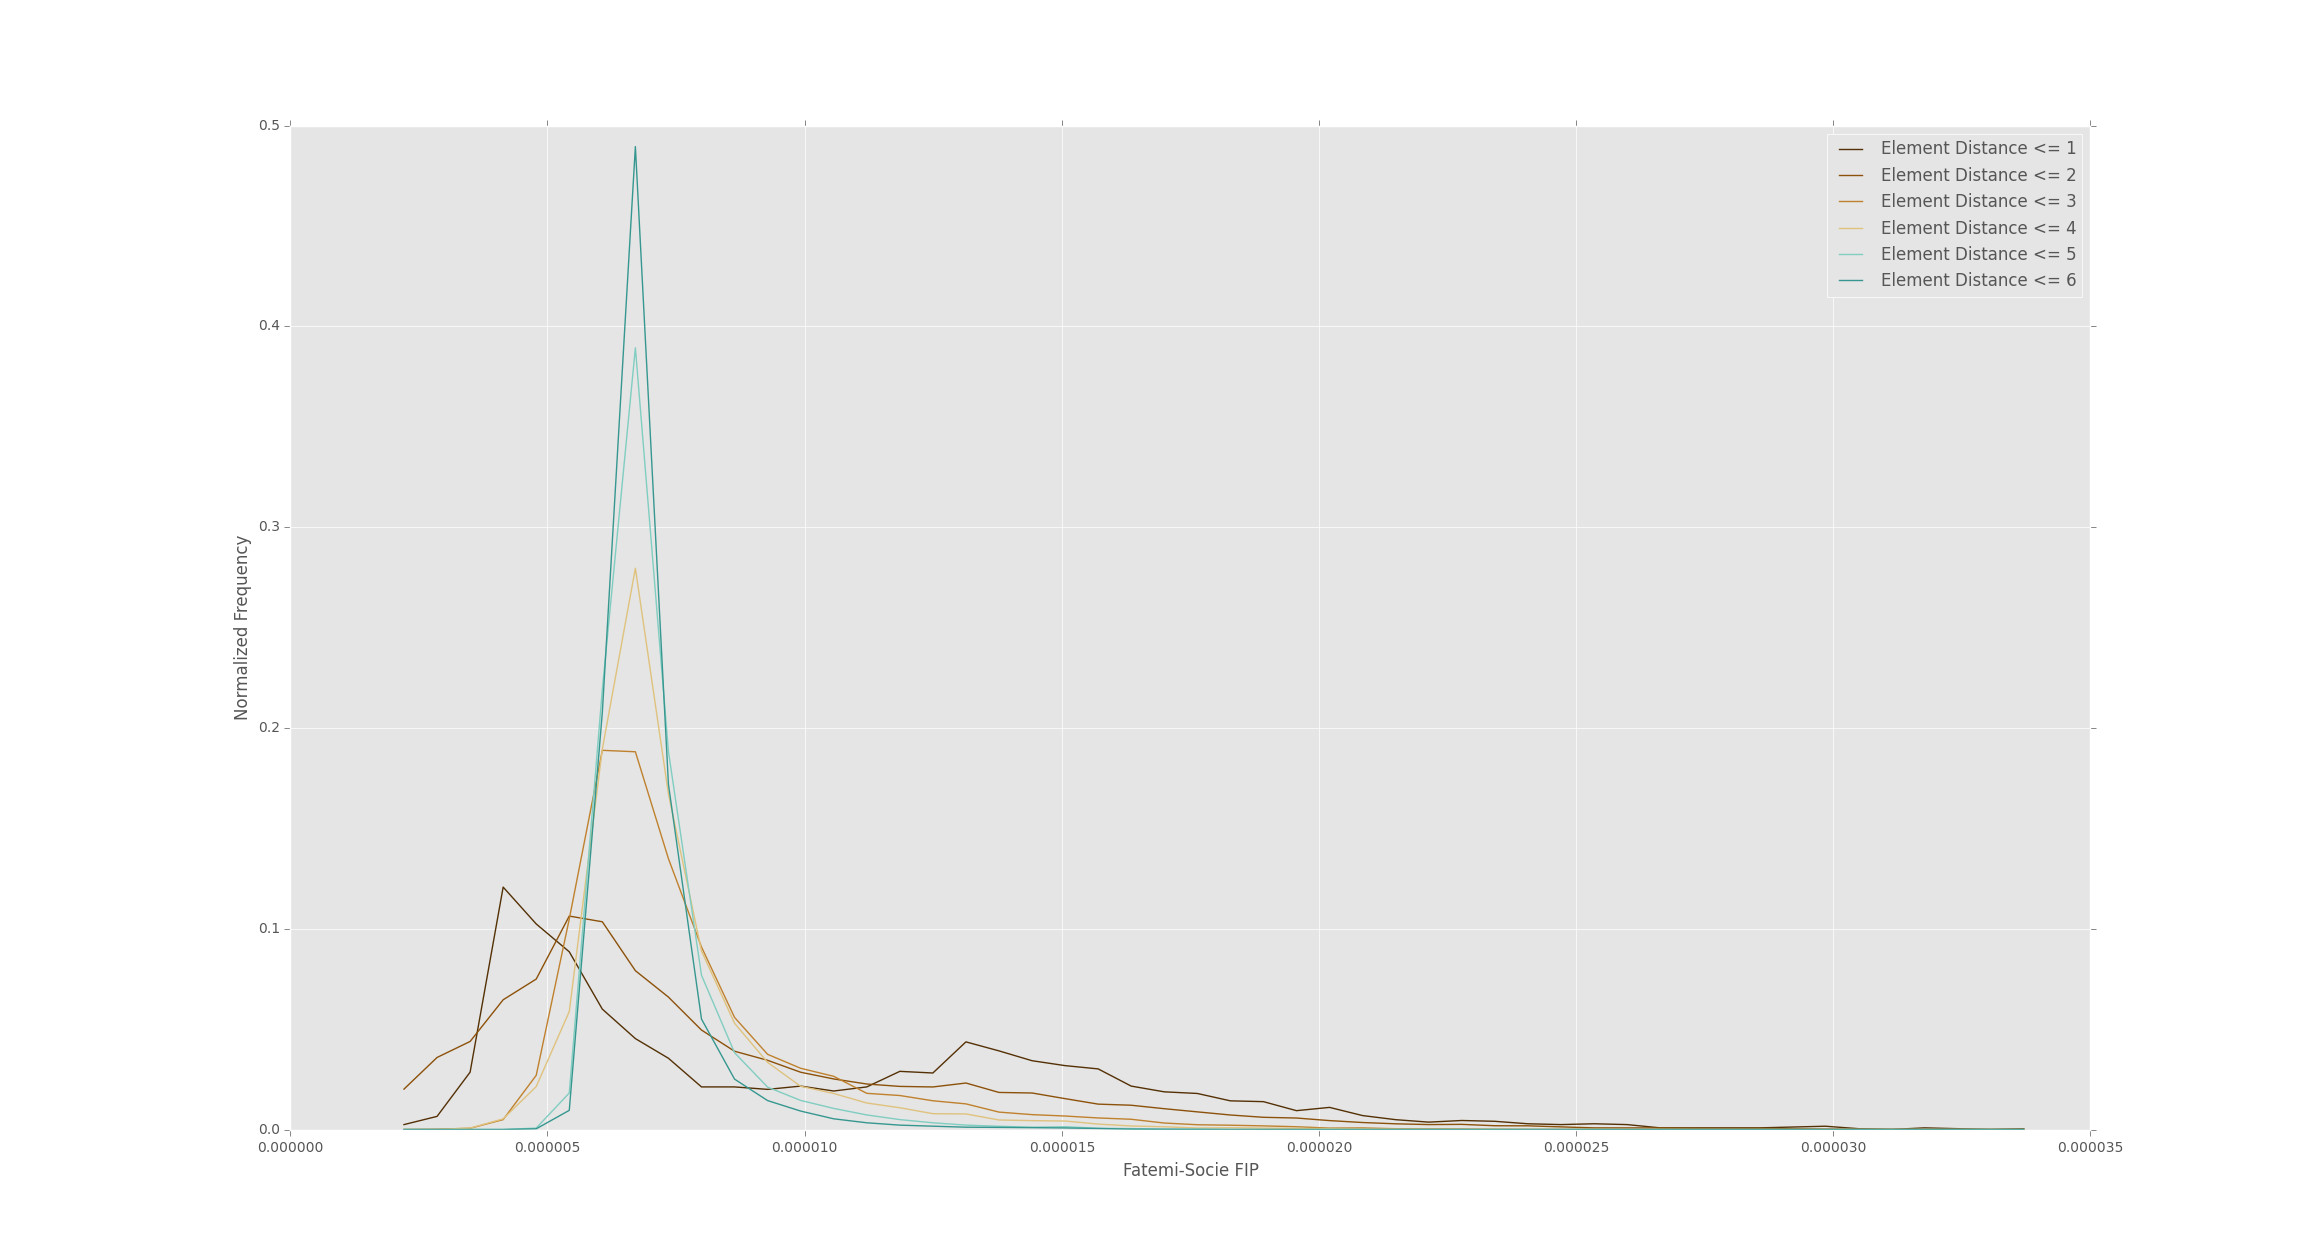 0.5
0.4
0.3
0.2
0.1
0.0
Normalized Frequency
Element Distance <= 1
Element Distance <= 2
Element Distance <= 3
Element Distance <= 4
Element Distance <= 5
Element Distance <= 6
0.000000 0.000005 0.000010 0.000015 0.000020 0.000025 0.000030 0.000035
Fatemi-Socie FIP